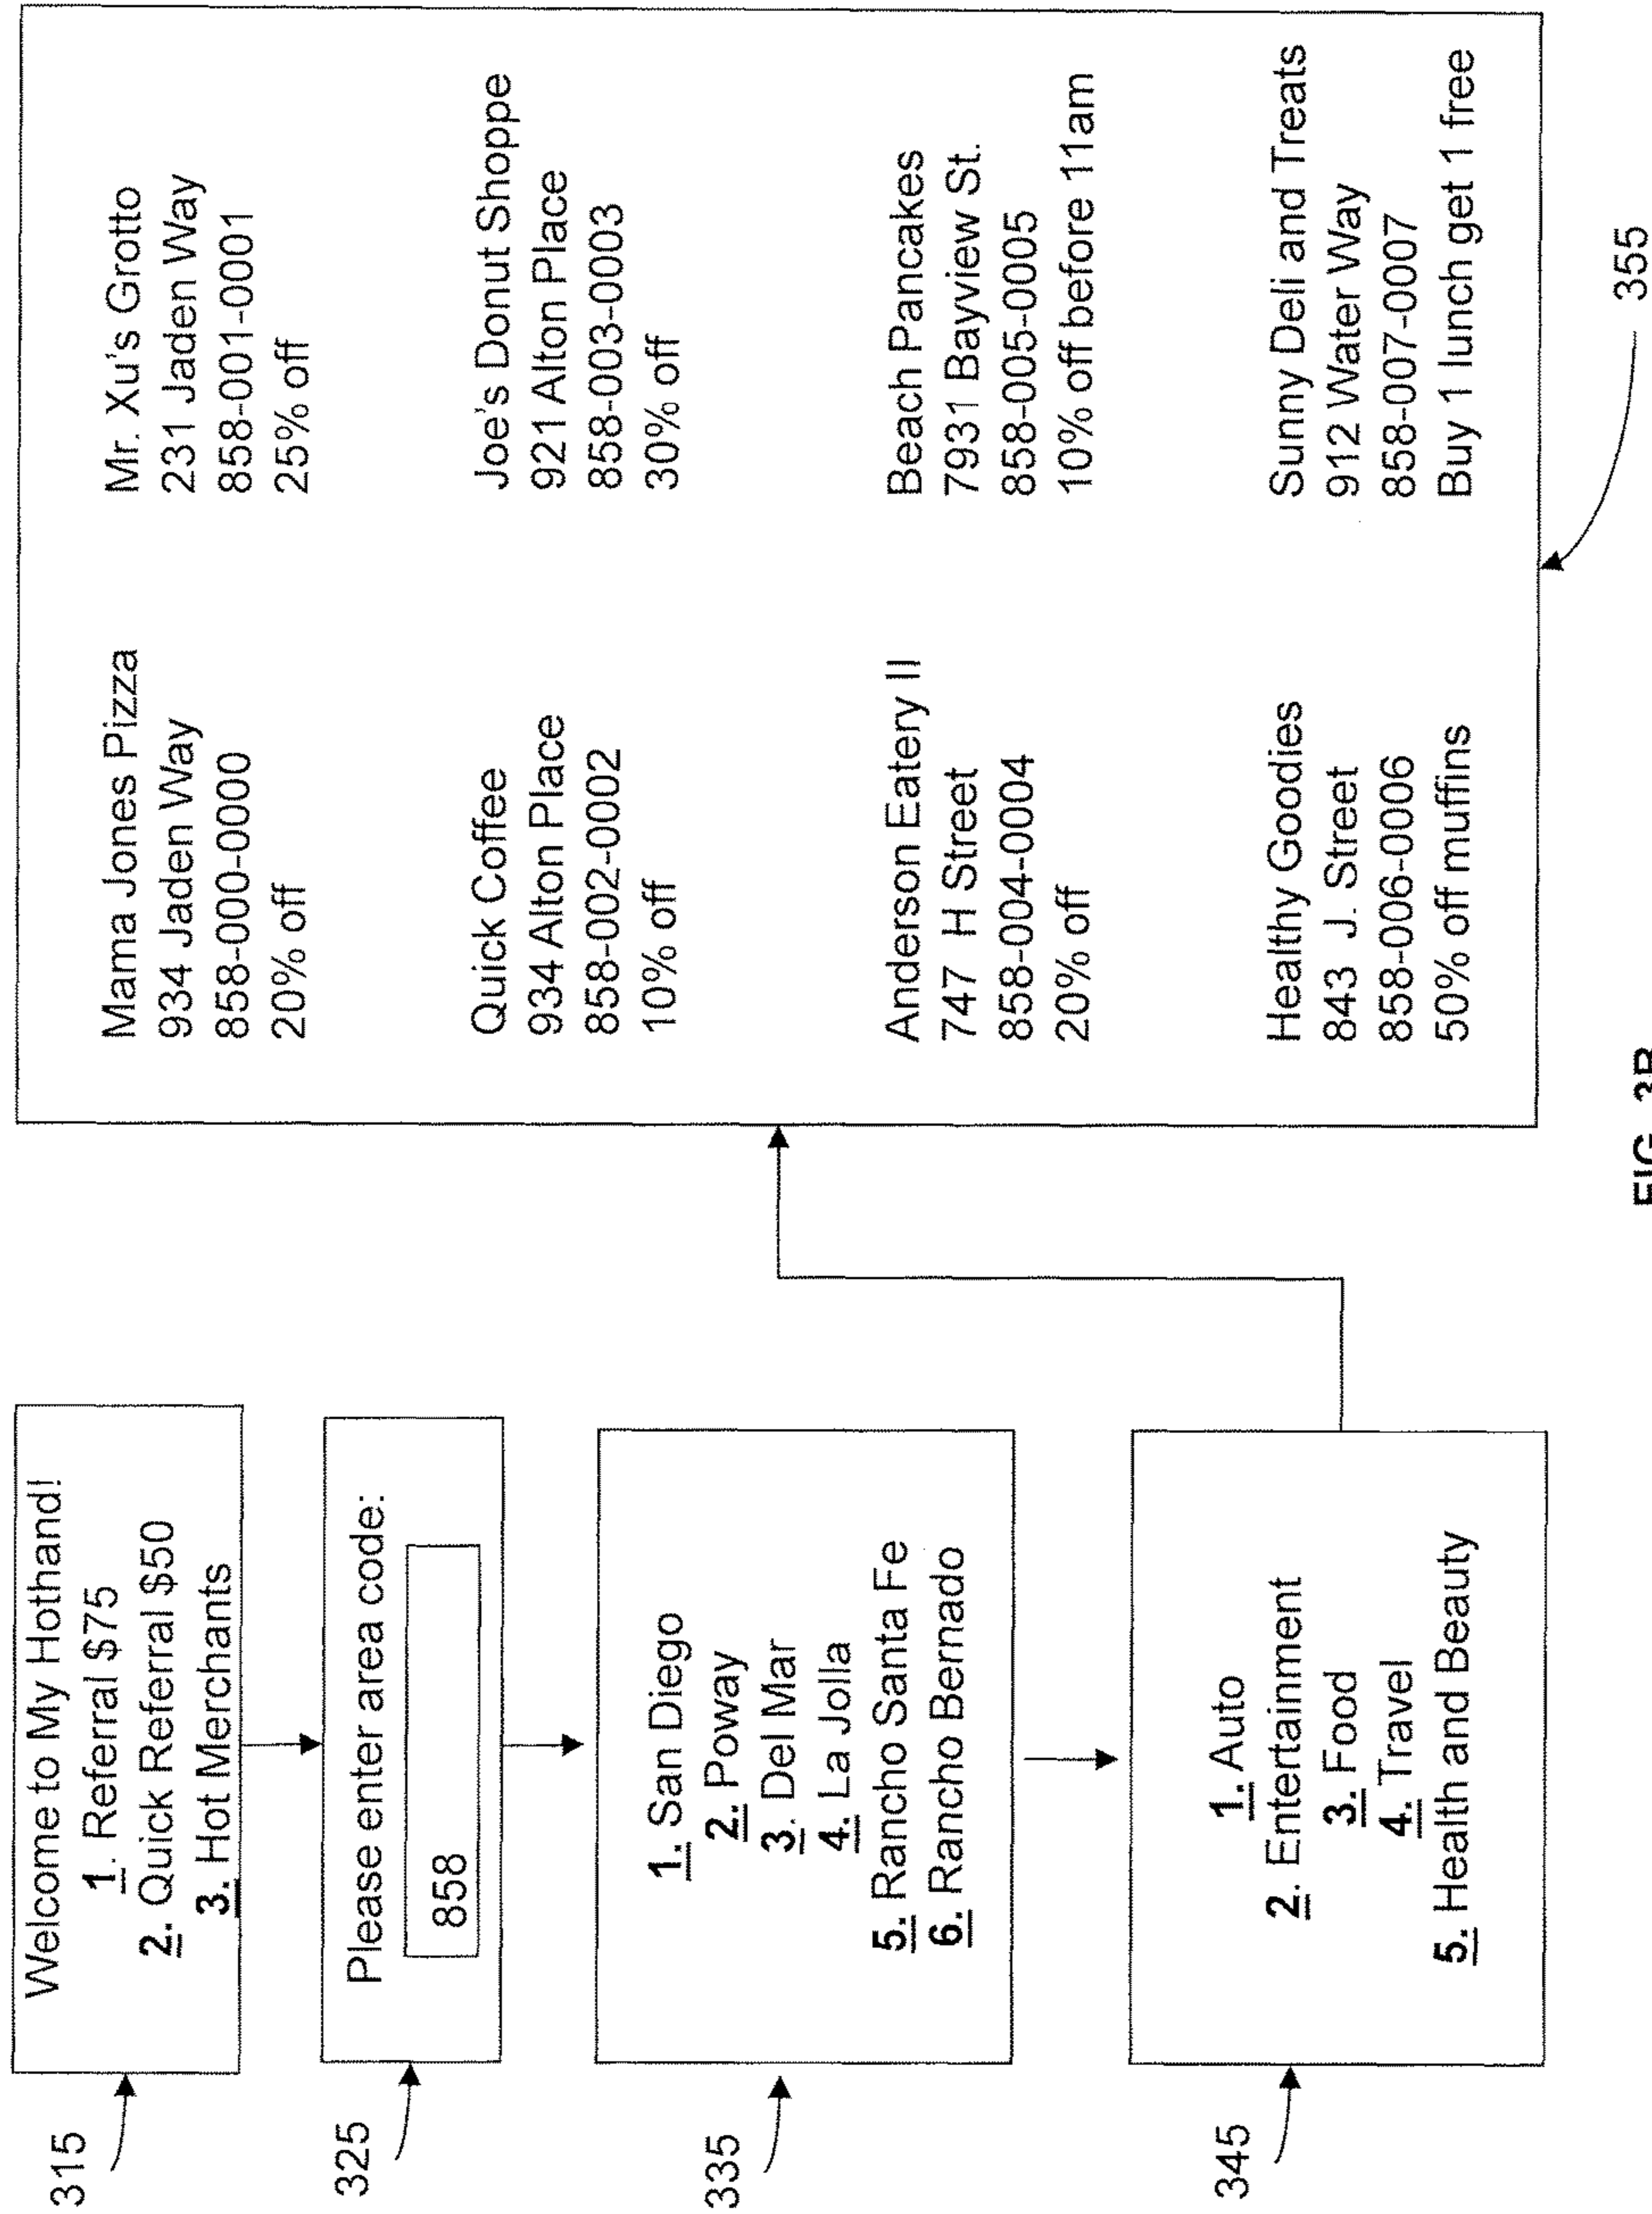 315
Welcome to My Hothand!
1. Referral $75
2. Quick Referral $50
3. Hot Merchants
325
Please enter area code:
858
335
1. San Diego
2. Poway
3. Del Mar
4. La Jolla
5. Rancho Santa Fe
6. Rancho Bernado
345
1. Auto
2. Entertainment
3. Food
4. Travel
5. Health and Beauty
Mama Jones Pizza
934 Jaden Way
858-000-0000
20% off
Mr. Xu's Grotto
231 Jaden Way
858-001-0001
25% off
Quick Coffee
934 Alton Place
858-002-0002
10% off
Joe's Donut Shoppe
921 Alton Place
858-003-0003
30% off
Anderson Eatery II
747 H Street
858-004-0004
20% off
Beach Pancakes
7931 Bayview St.
858-005-0005
10% off before 11am
Healthy Goodies
843 J. Street
858-006-0006
50% off muffins
Sunny Deli and Treats
912 Water Way
858-007-0007
Buy 1 lunch get 1 free
355
FIG. 3B